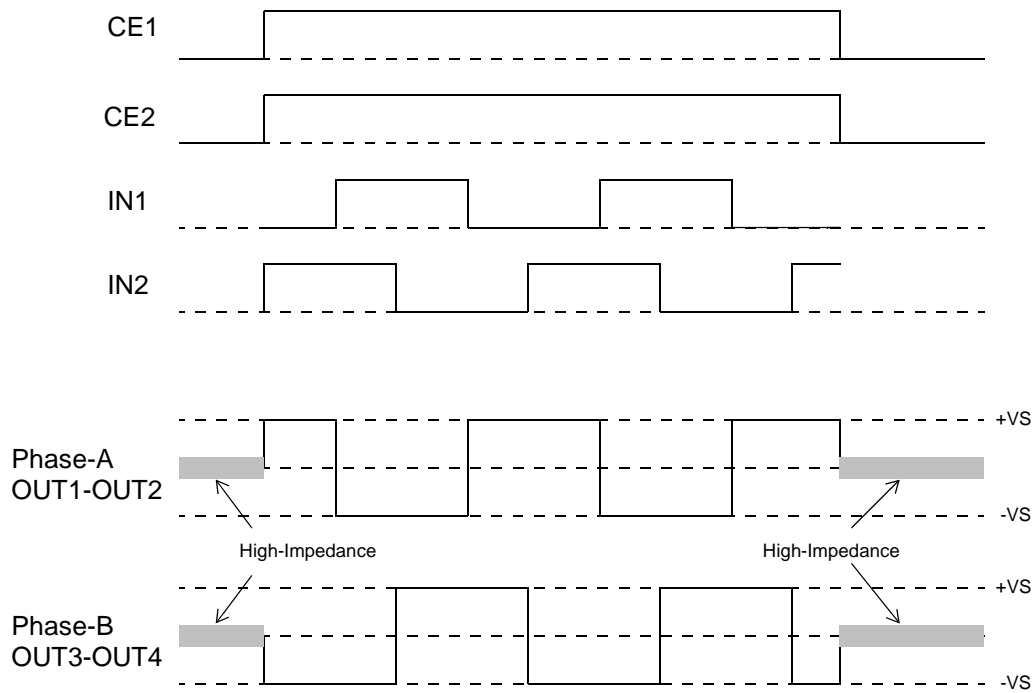 CE1
CE2
IN1
IN2
+VS
Phase-A
OUT1-OUT2
-VS
High-Impedance
High-Impedance
+VS
Phase-B
OUT3-OUT4
-VS